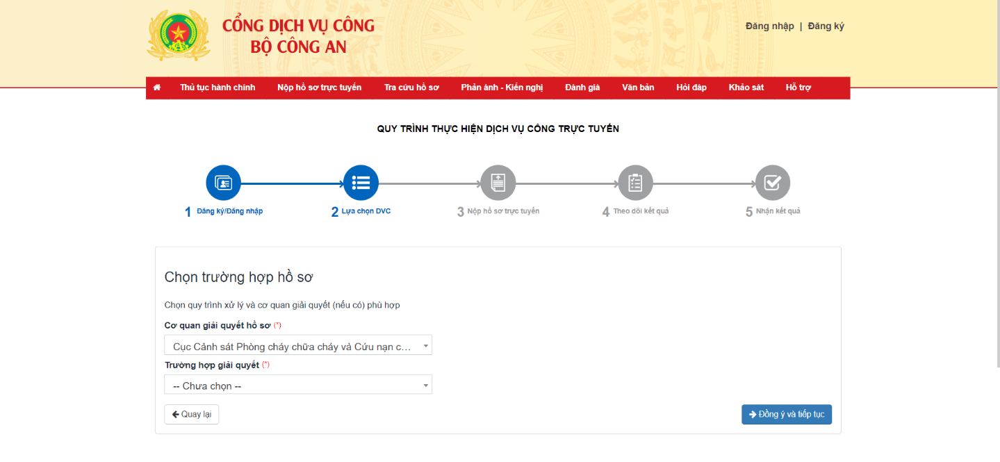 CỔNG DỊCH VỤ CÔNG
BỘ CÔNG AN
Đăng nhập | Đăng ký
Thủ tục hành chính Nộp hồ sơ trực tuyến Tra cứu hồ sơ Phản ánh - Kiến nghị Đánh giá Văn bản Hỏi đáp Khảo sát Hỗ trợ
QUY TRÌNH THỰC HIỆN DỊCH VỤ CÔNG TRỰC TUYẾN
1 Đăng ký/Đăng nhập 2 Lựa chọn DVC 3 Nộp hồ sơ trực tuyến 4 Theo dõi kết quả 5 Nhận kết quả
Chọn trường hợp hồ sơ
Chọn quy trình xử lý và cơ quan giải quyết (nếu có) phù hợp
Cơ quan giải quyết hồ sơ (*)
Cục Cảnh sát Phòng cháy chữa cháy và Cứu nạn c...
Trường hợp giải quyết (*)
-- Chưa chọn --
Quay lại Đồng ý và tiếp tục